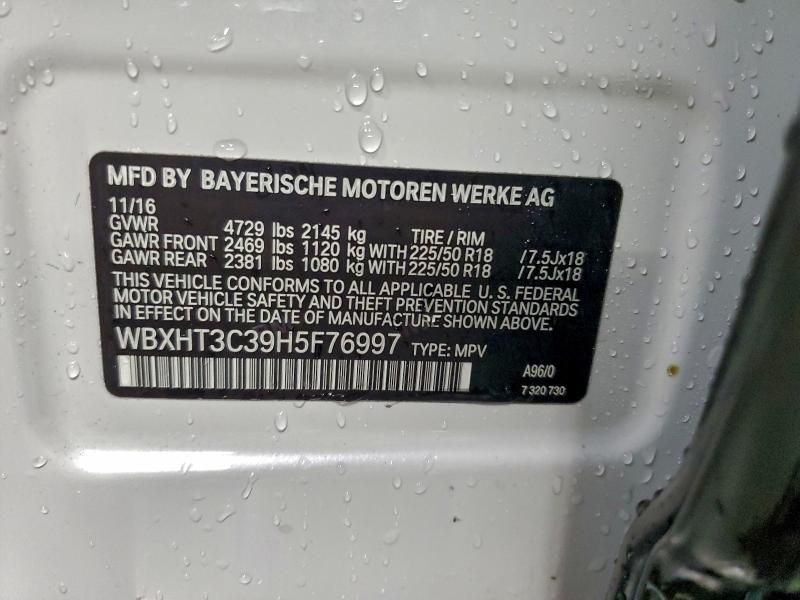 MFD BY BAYERISCHE MOTOREN WERKE AG
11/16
GVWR 4729 lbs 2145 kg TIRE / RIM
GAWR FRONT 2469 lbs 1120 kg WITH 225/50 R18 / 7.5Jx18
GAWR REAR 2381 lbs 1080 kg WITH 225/50 R18 / 7.5Jx18
THIS VEHICLE CONFORMS TO ALL APPLICABLE U. S. FEDERAL
MOTOR VEHICLE SAFETY AND THEFT PREVENTION STANDARDS
IN EFFECT ON THE DATE OF MANUFACTURE SHOWN ABOVE.
WBXHT3C39H5F76997 TYPE: MPV
A96/0
7 320 730